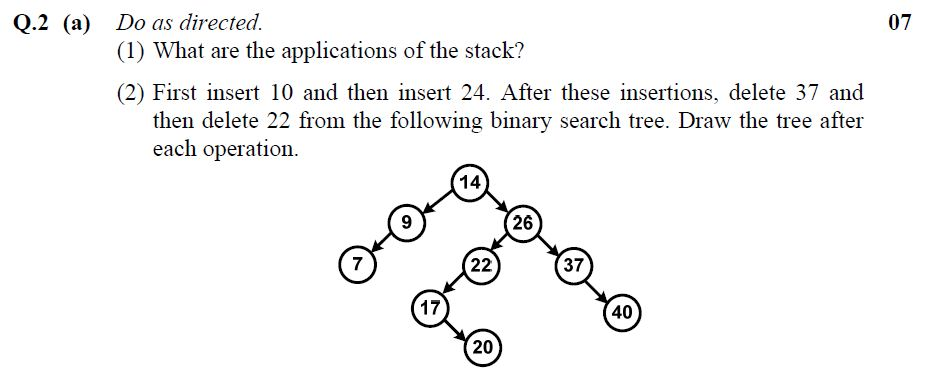 Q.2 (a) Do as directed. 07
(1) What are the applications of the stack?
(2) First insert 10 and then insert 24. After these insertions, delete 37 and
then delete 22 from the following binary search tree. Draw the tree after
each operation.
14
9 26
7 22 37
17 40
20